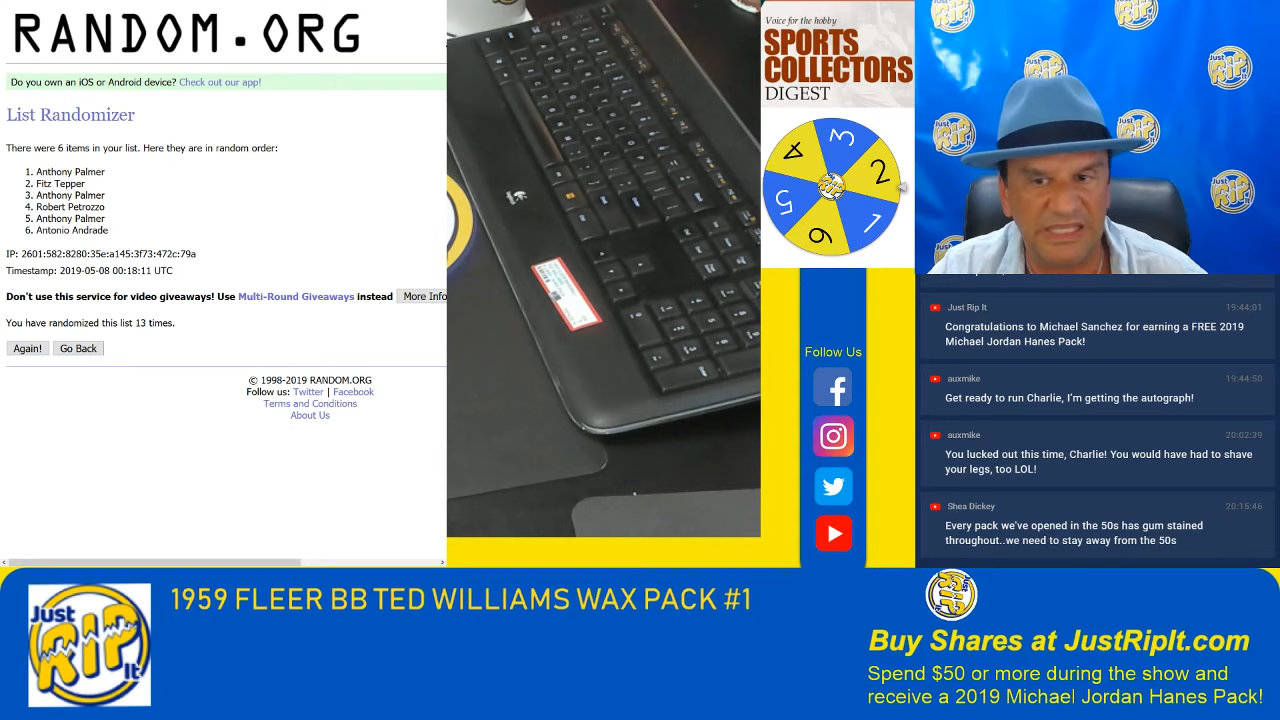 RANDOM.ORG
Do you own an iOS or Android device? Check out our app!
List Randomizer
There were 6 items in your list. Here they are in random order:
1. Anthony Palmer
2. Fitz Tepper
3. Anthony Palmer
4. Robert Petrozzo
5. Anthony Palmer
6. Antonio Andrade
IP: 2601:582:8280:35e:a145:3f73:472c:79a
Timestamp: 2019-05-08 00:18:11 UTC
Don't use this service for video giveaways! Use Multi-Round Giveaways instead More Info
You have randomized this list 13 times.
Again! Go Back
© 1998-2019 RANDOM.ORG
Follow us: Twitter | Facebook
Terms and Conditions
About Us
Logitech
Voice for the hobby
SPORTS
COLLECTORS
DIGEST
3
2
1
6
5
4
Follow Us
Just Rip It 19:44:01
Congratulations to Michael Sanchez for earning a FREE 2019
Michael Jordan Hanes Pack!
auxmike 19:44:50
Get ready to run Charlie, I'm getting the autograph!
auxmike 20:02:39
You lucked out this time, Charlie! You would have had to shave
your legs, too LOL!
Shea Dickey 20:15:46
Every pack we've opened in the 50s has gum stained
throughout..we need to stay away from the 50s
Just
RIP
It
1959 FLEER BB TED WILLIAMS WAX PACK #1
Buy Shares at JustRipIt.com
Spend $50 or more during the show and
receive a 2019 Michael Jordan Hanes Pack!